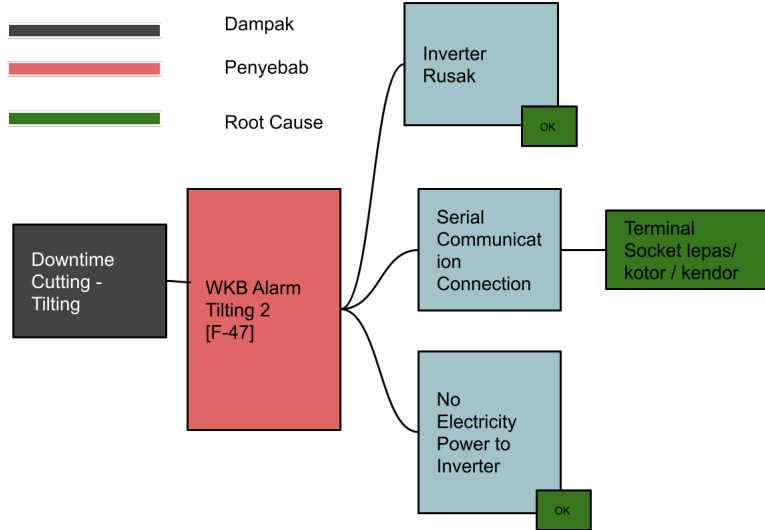 Dampak
Penyebab
Root Cause
Downtime
Cutting -
Tilting
WKB Alarm
Tilting 2
[F-47]
Inverter
Rusak
OK
Serial
Communicat
ion
Connection
Terminal
Socket lepas/
kotor / kendor
No
Electricity
Power to
Inverter
OK